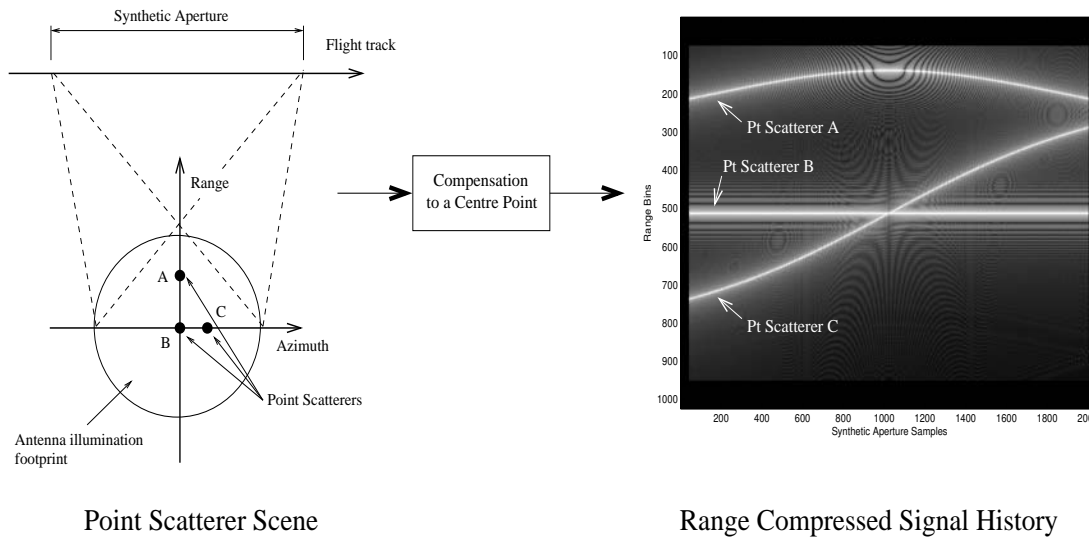 Synthetic Aperture
Flight track
Range
A
C
B
Azimuth
Point Scatterers
Antenna illumination
footprint
Compensation
to a Centre Point
100
200
300
400
500
600
700
800
900
1000
Range Bins
Pt Scatterer A
Pt Scatterer B
Pt Scatterer C
200 400 600 800 1000 1200 1400 1600 1800
Synthetic Aperture Samples
Point Scatterer Scene
Range Compressed Signal History